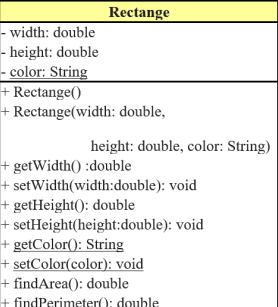 Rectange
- width: double
- height: double
- color: String
+ Rectange()
+ Rectange(width: double,
height: double, color: String)
+ getWidth() :double
+ setWidth(width:double): void
+ getHeight(): double
+ setHeight(height:double): void
+ getColor(): String
+ setColor(color): void
+ findArea(): double
+ findPerimeter(): double